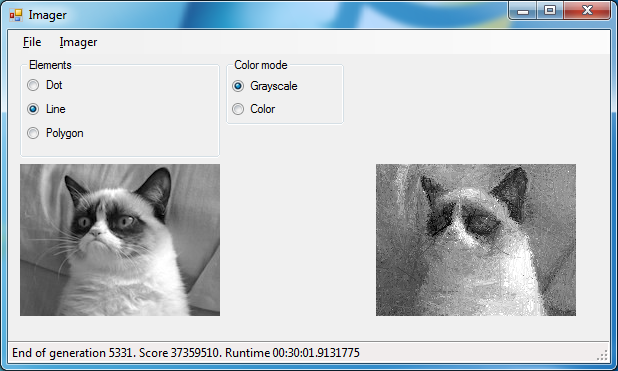 Imager
File Imager
Elements
Dot
Line
Polygon
Color mode
Grayscale
Color
End of generation 5331. Score 37359510. Runtime 00:30:01.9131775